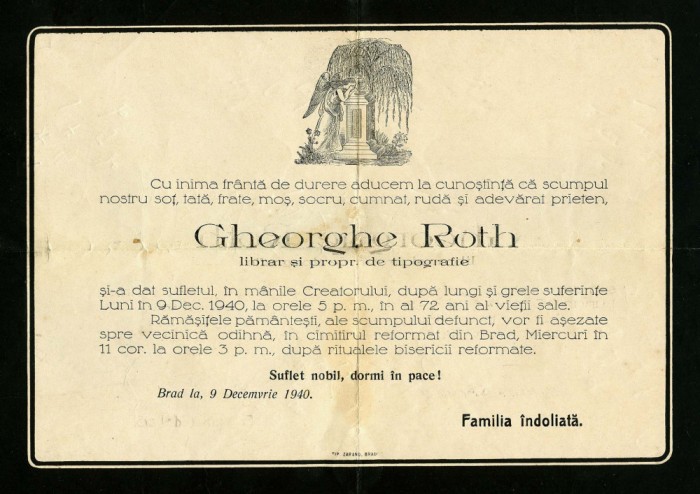 Cu inima frântă de durere aducem la cunoștință că scumpul
nostru soț, tată, frate, moș, socru, cumnat, rudă și adevărat prieten,
Gheorghe Roth
librar și propr. de tipografie
și-a dat sufletul, în mânile Creatorului, după lungi și grele suferințe
Luni în 9 Dec. 1940, la orele 5 p. m., în al 72 ani al vieții sale.
Rămășițele pământești, ale scumpului defunct, vor fi așezate
spre vecinică odihnă, în cimitirul reformat din Brad, Miercuri în
11 cor. la orele 3 p. m., după ritualele bisericii reformate.
Suflet nobil, dormi în pace!
Brad la, 9 Decemvrie 1940.
Familia îndoliată.
TIP. ZARAND, BRAD